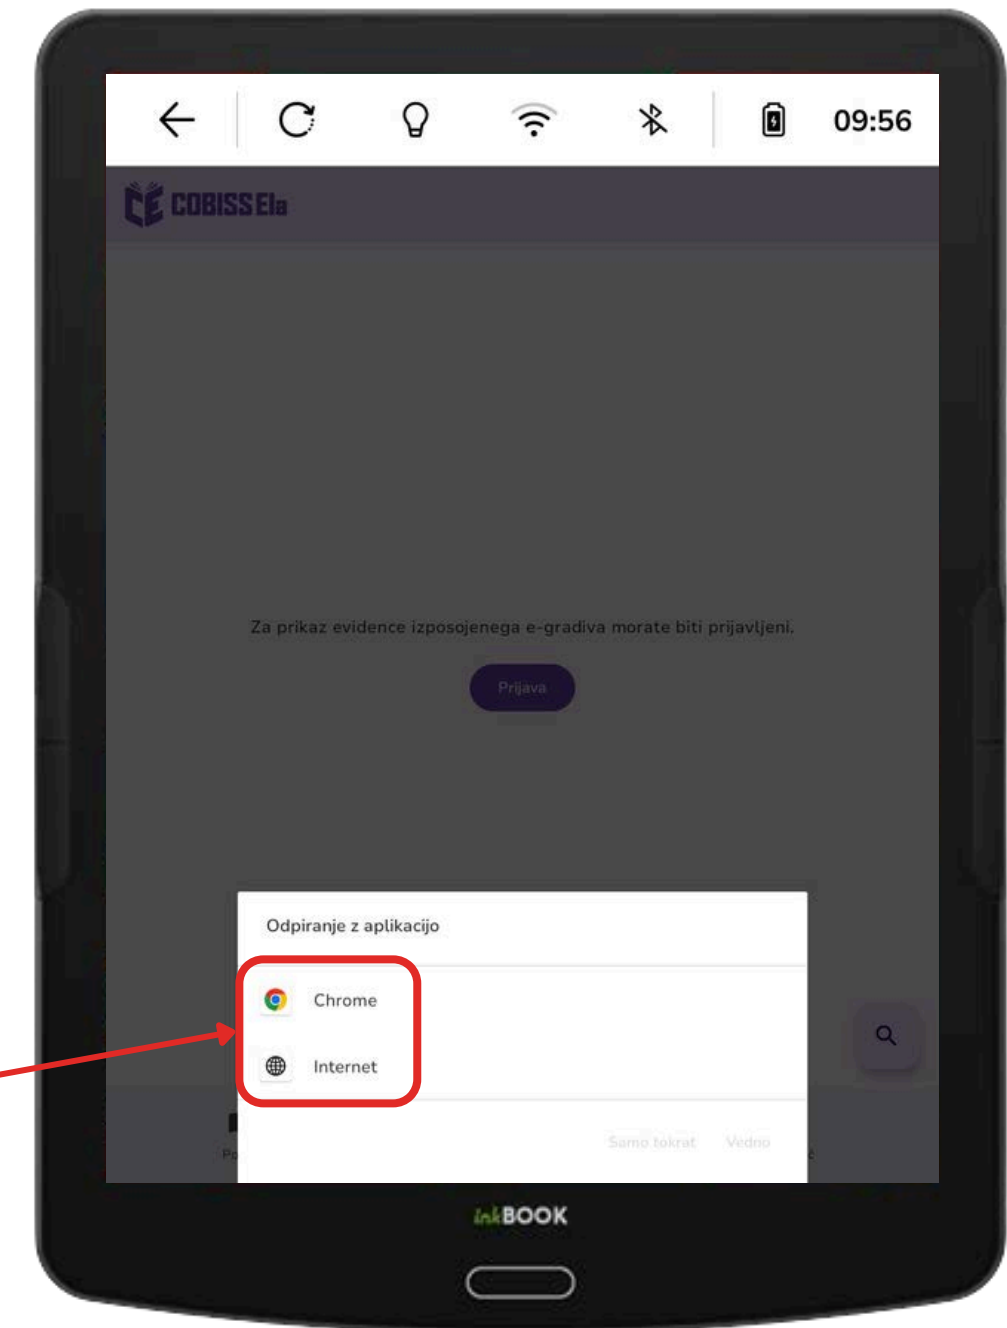 09:56
COBISS Ela
Za prikaz evidence izposojenega e-gradiva morate biti prijavljeni.
Prijava
Odpiranje z aplikacijo
Chrome
Internet
Samo tokrat Vedno
inkBOOK